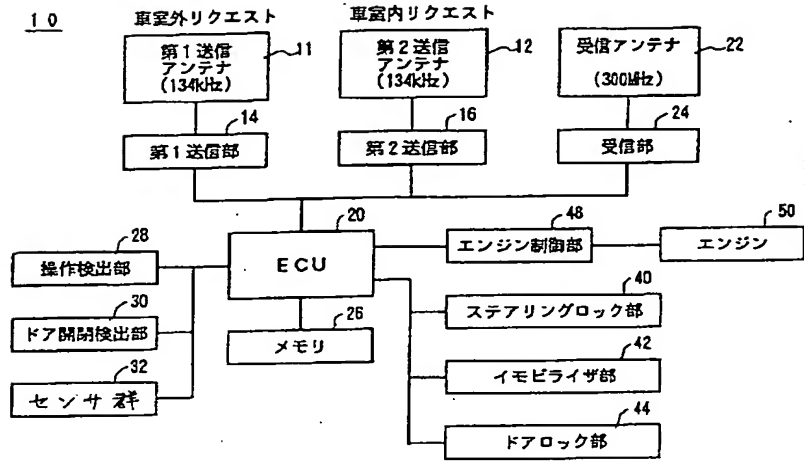 10
車室外リクエスト
車室内リクエスト
第1送信
アンテナ
(134kHz)
11
第2送信
アンテナ
(134kHz)
12
受信アンテナ
(300MHz)
22
第1送信部
14
第2送信部
16
受信部
24
ECU
20
操作検出部
28
ドア開閉検出部
30
センサ群
32
メモリ
26
エンジン制御部
48
エンジン
50
ステアリングロック部
40
イモビライザ部
42
ドアロック部
44